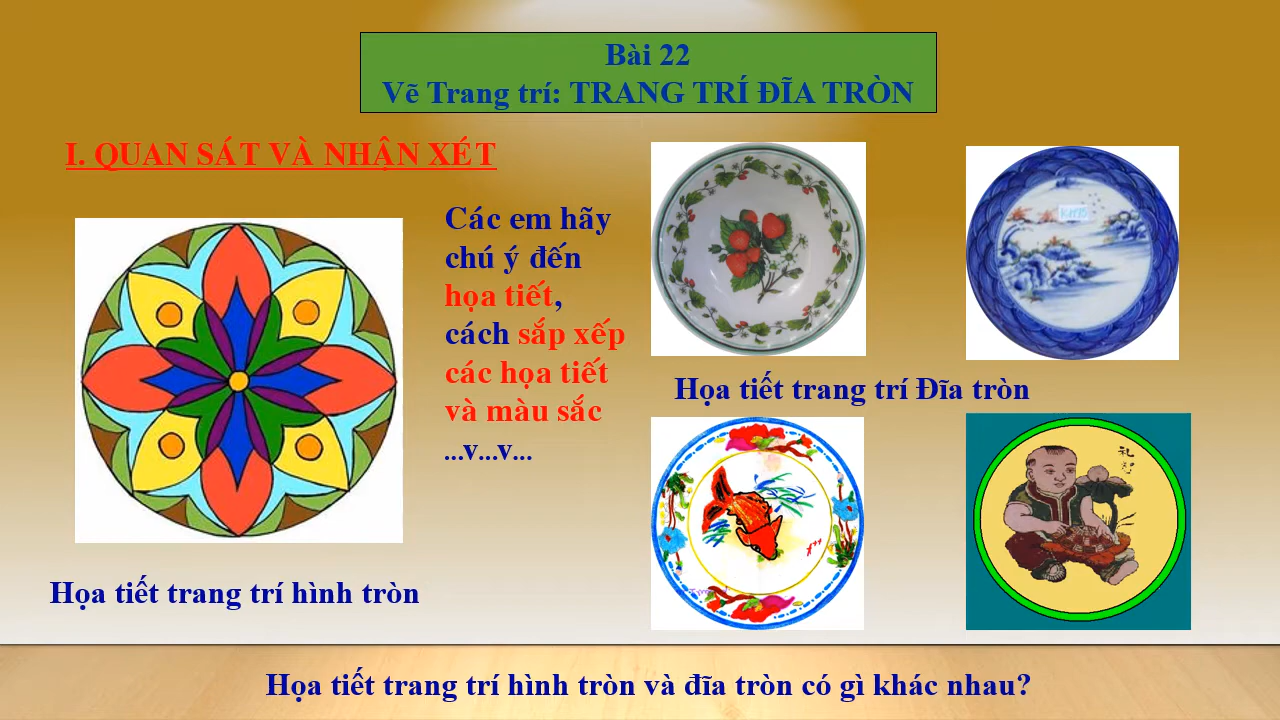 Bài 22
Vẽ Trang trí: TRANG TRÍ ĐĨA TRÒN
I. QUAN SÁT VÀ NHẬN XÉT
Các em hãy
chú ý đến
họa tiết,
cách sắp xếp
các họa tiết
và màu sắc
...v...v...
Họa tiết trang trí hình tròn
Họa tiết trang trí Đĩa tròn
Họa tiết trang trí hình tròn và đĩa tròn có gì khác nhau?